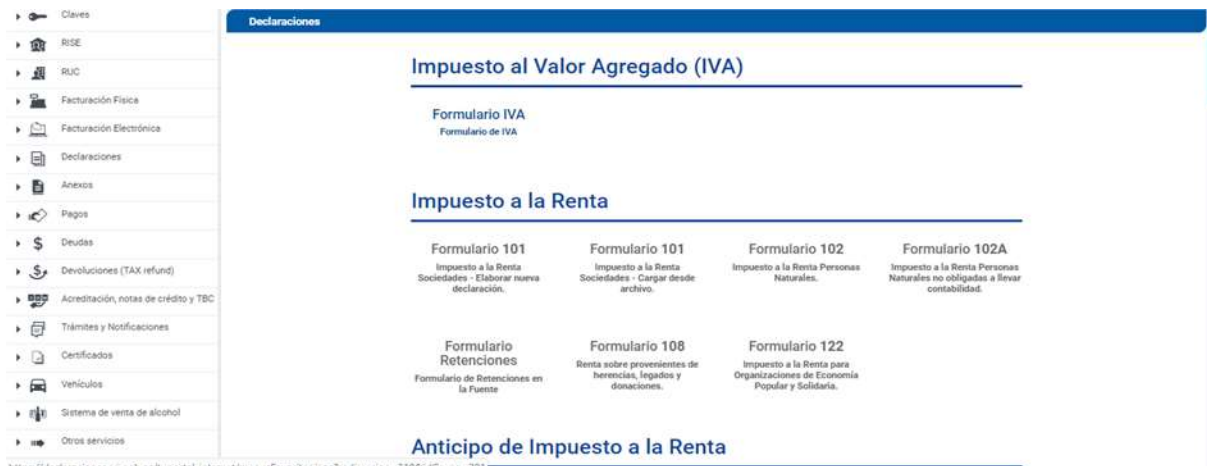 Claves
RISE
RUC
Facturación Física
Facturación Electrónica
Declaraciones
Anexos
Pagos
Deudas
Devoluciones (TAX refund)
Acreditación, notas de crédito y TBC
Trámites y Notificaciones
Certificados
Vehículos
Sistema de venta de alcohol
Otros servicios
Declaraciones
Impuesto al Valor Agregado (IVA)
Formulario IVA
Formulario de IVA
Impuesto a la Renta
Formulario 101
Impuesto a la Renta
Sociedades - Elaborar nueva
declaración.
Formulario 101
Impuesto a la Renta
Sociedades - Cargar desde
archivo.
Formulario 102
Impuesto a la Renta Personas
Naturales.
Formulario 102A
Impuesto a la Renta Personas
Naturales no obligadas a llevar
contabilidad.
Formulario
Retenciones
Formulario de Retenciones en
la Fuente
Formulario 108
Renta sobre provenientes de
herencias, legados y
donaciones.
Formulario 122
Impuesto a la Renta para
Organizaciones de Economía
Popular y Solidaria.
Anticipo de Impuesto a la Renta